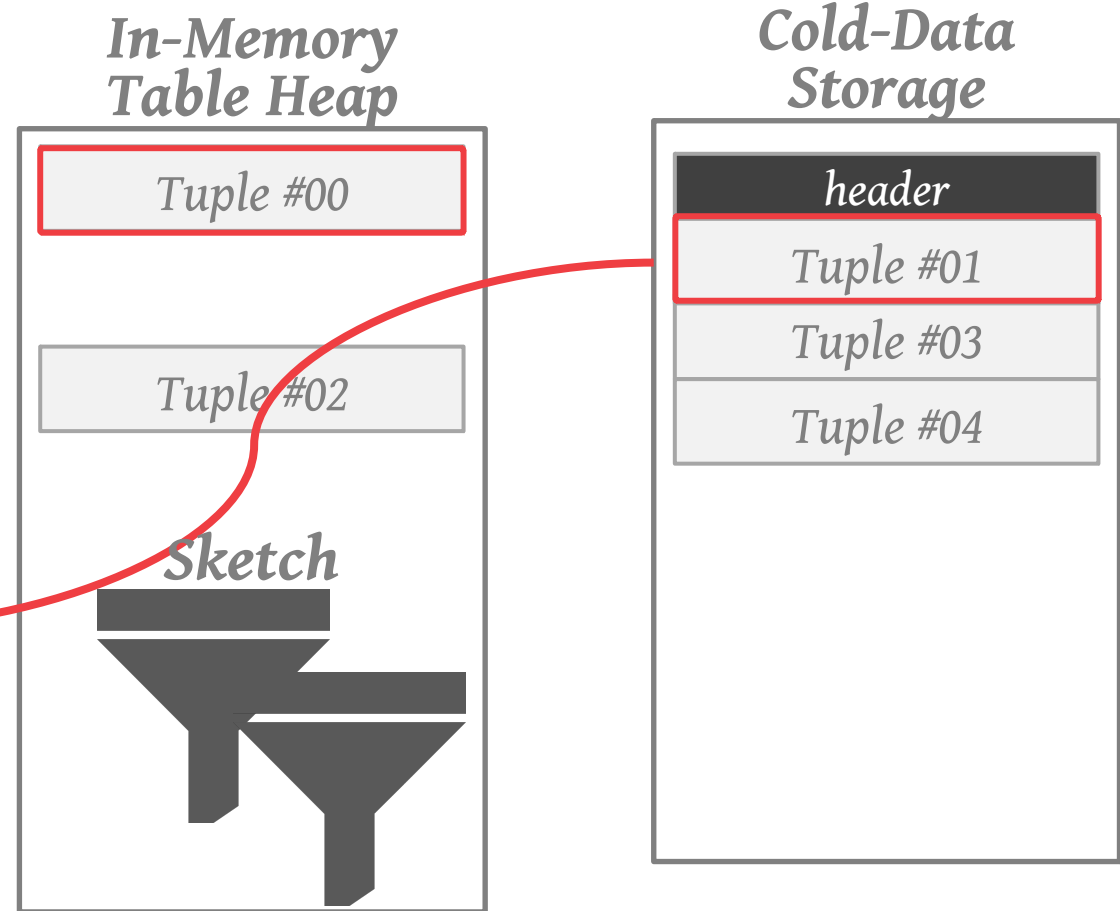 In-Memory
Table Heap
Tuple #00
Tuple #02
Sketch
Cold-Data
Storage
header
Tuple #01
Tuple #03
Tuple #04